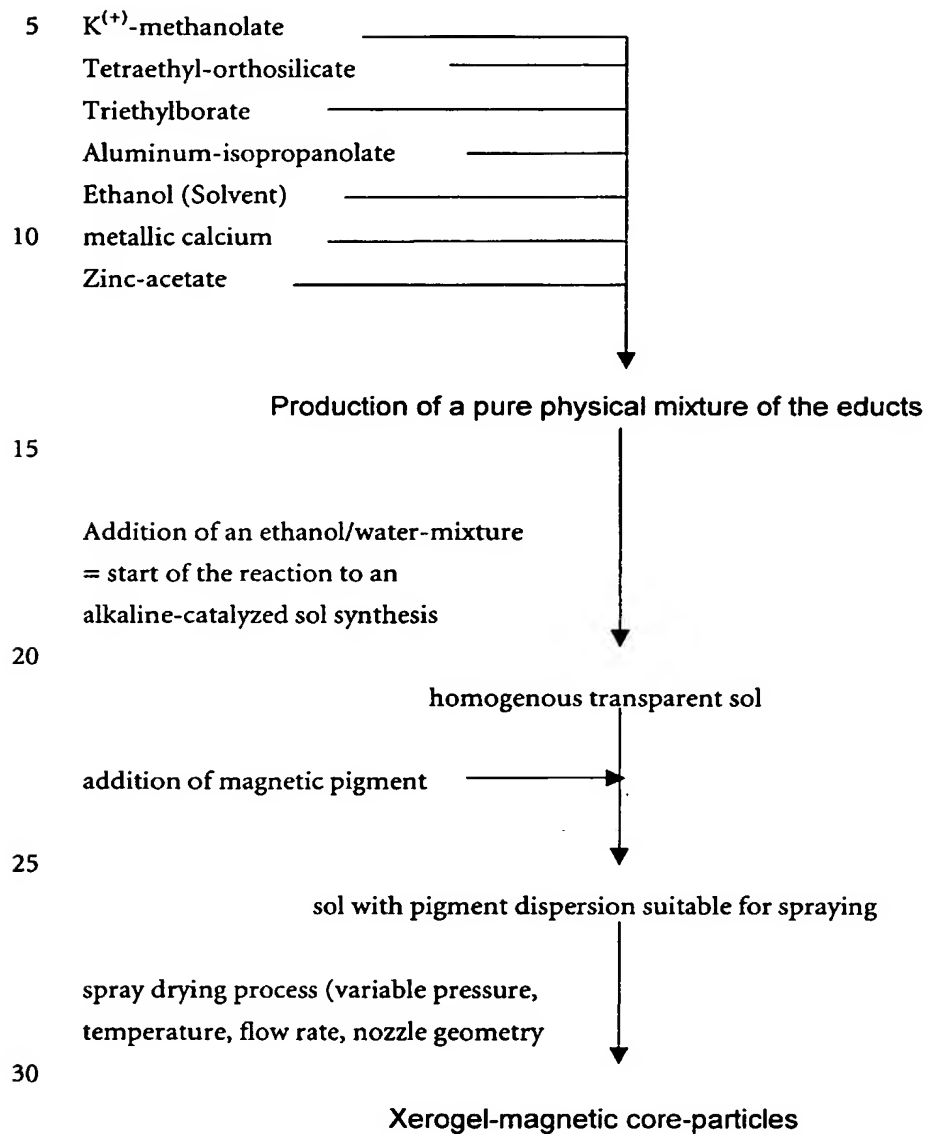 5 K(+)-methanolate
Tetraethyl-orthosilicate
Triethylborate
Aluminum-isopropanolate
Ethanol (Solvent)
10 metallic calcium
Zinc-acetate
Production of a pure physical mixture of the educts
15
Addition of an ethanol/water-mixture
= start of the reaction to an
alkaline-catalyzed sol synthesis
20
homogenous transparent sol
addition of magnetic pigment
25
sol with pigment dispersion suitable for spraying
spray drying process (variable pressure,
temperature, flow rate, nozzle geometry
30
Xerogel-magnetic core-particles